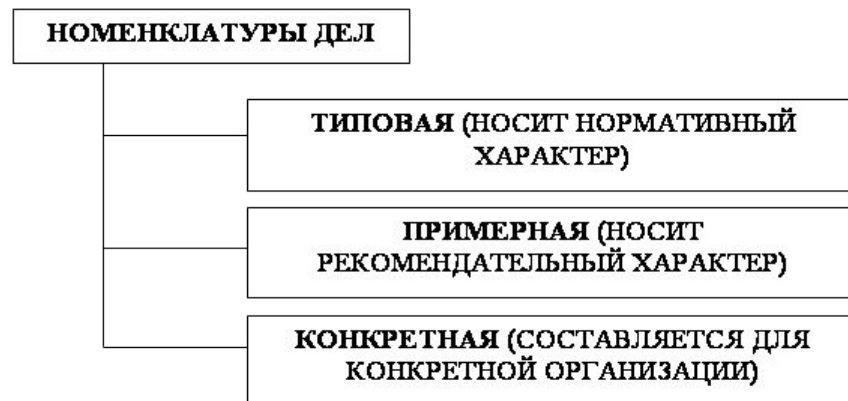 НОМЕНКЛАТУРЫ ДЕЛ
ТИПОВАЯ (НОСИТ НОРМАТИВНЫЙ
ХАРАКТЕР)
ПРИМЕРНАЯ (НОСИТ
РЕКОМЕНДАТЕЛЬНЫЙ ХАРАКТЕР)
КОНКРЕТНАЯ (СОСТАВЛЯЕТСЯ ДЛЯ
КОНКРЕТНОЙ ОРГАНИЗАЦИИ)